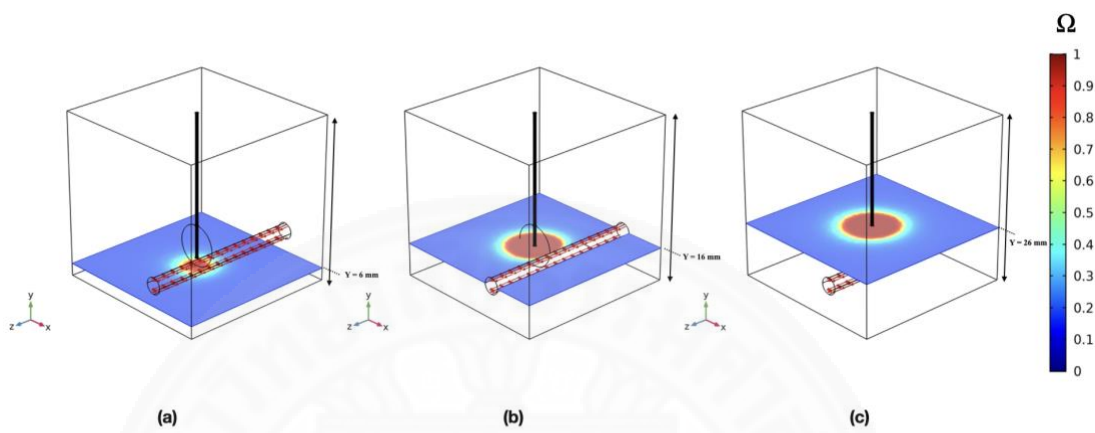 Ω
1
0.9
0.8
0.7
0.6
0.5
0.4
0.3
0.2
0.1
0
Y = 6 mm
Y = 16 mm
Y = 26 mm
y
z x
y
z x
y
z x
(a) (b) (c)